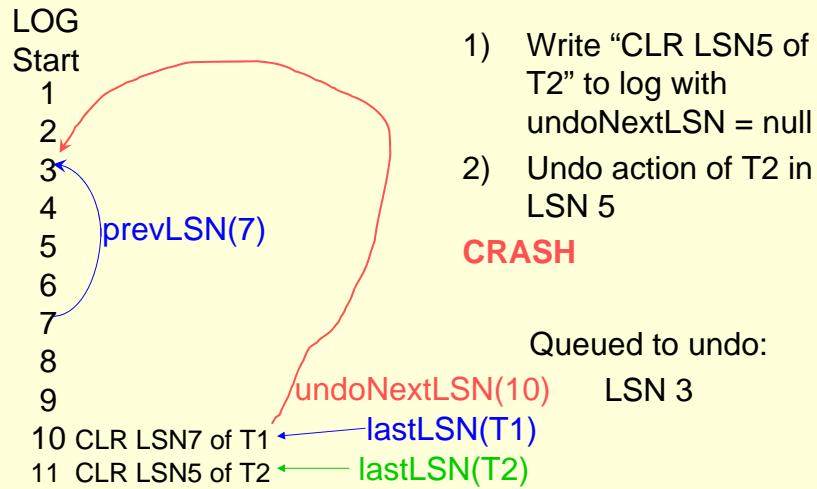 LOG
Start
1
2
3
4
5
6
7
8
9
10 CLR LSN7 of T1
11 CLR LSN5 of T2
prevLSN(7)
undoNextLSN(10)
lastLSN(T1)
lastLSN(T2)
1) Write “CLR LSN5 of
T2” to log with
undoNextLSN = null
2) Undo action of T2 in
LSN 5
CRASH
Queued to undo:
LSN 3